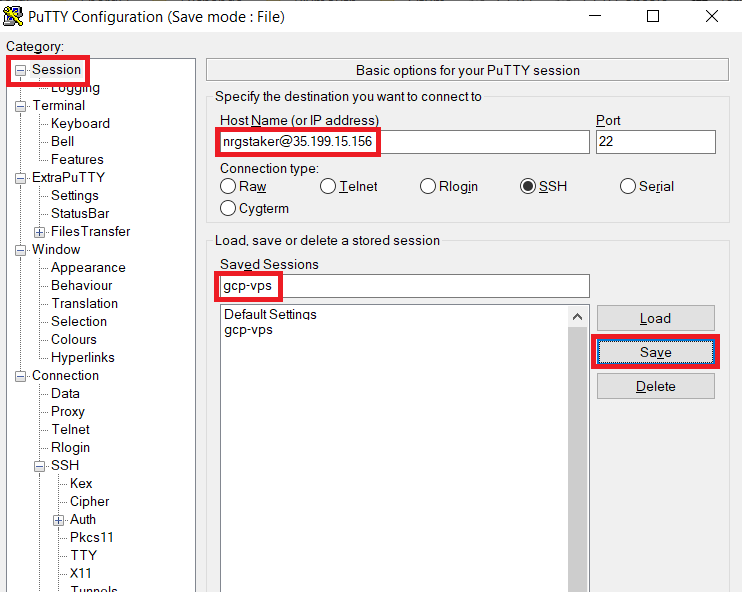 PuTTY Configuration (Save mode : File)
Category:
Session
Logging
Terminal
Keyboard
Bell
Features
ExtraPuTTY
Settings
StatusBar
FilesTransfer
Window
Appearance
Behaviour
Translation
Selection
Colours
Hyperlinks
Connection
Data
Proxy
Telnet
Rlogin
SSH
Kex
Cipher
Auth
Pkcs11
TTY
X11
Tunnels
Basic options for your PuTTY session
Specify the destination you want to connect to
Host Name (or IP address) Port
nrgstaker@35.199.15.156 22
Connection type:
Raw Telnet Rlogin SSH Serial
Cygterm
Load, save or delete a stored session
Saved Sessions
gcp-vps
Default Settings
gcp-vps
Load
Save
Delete